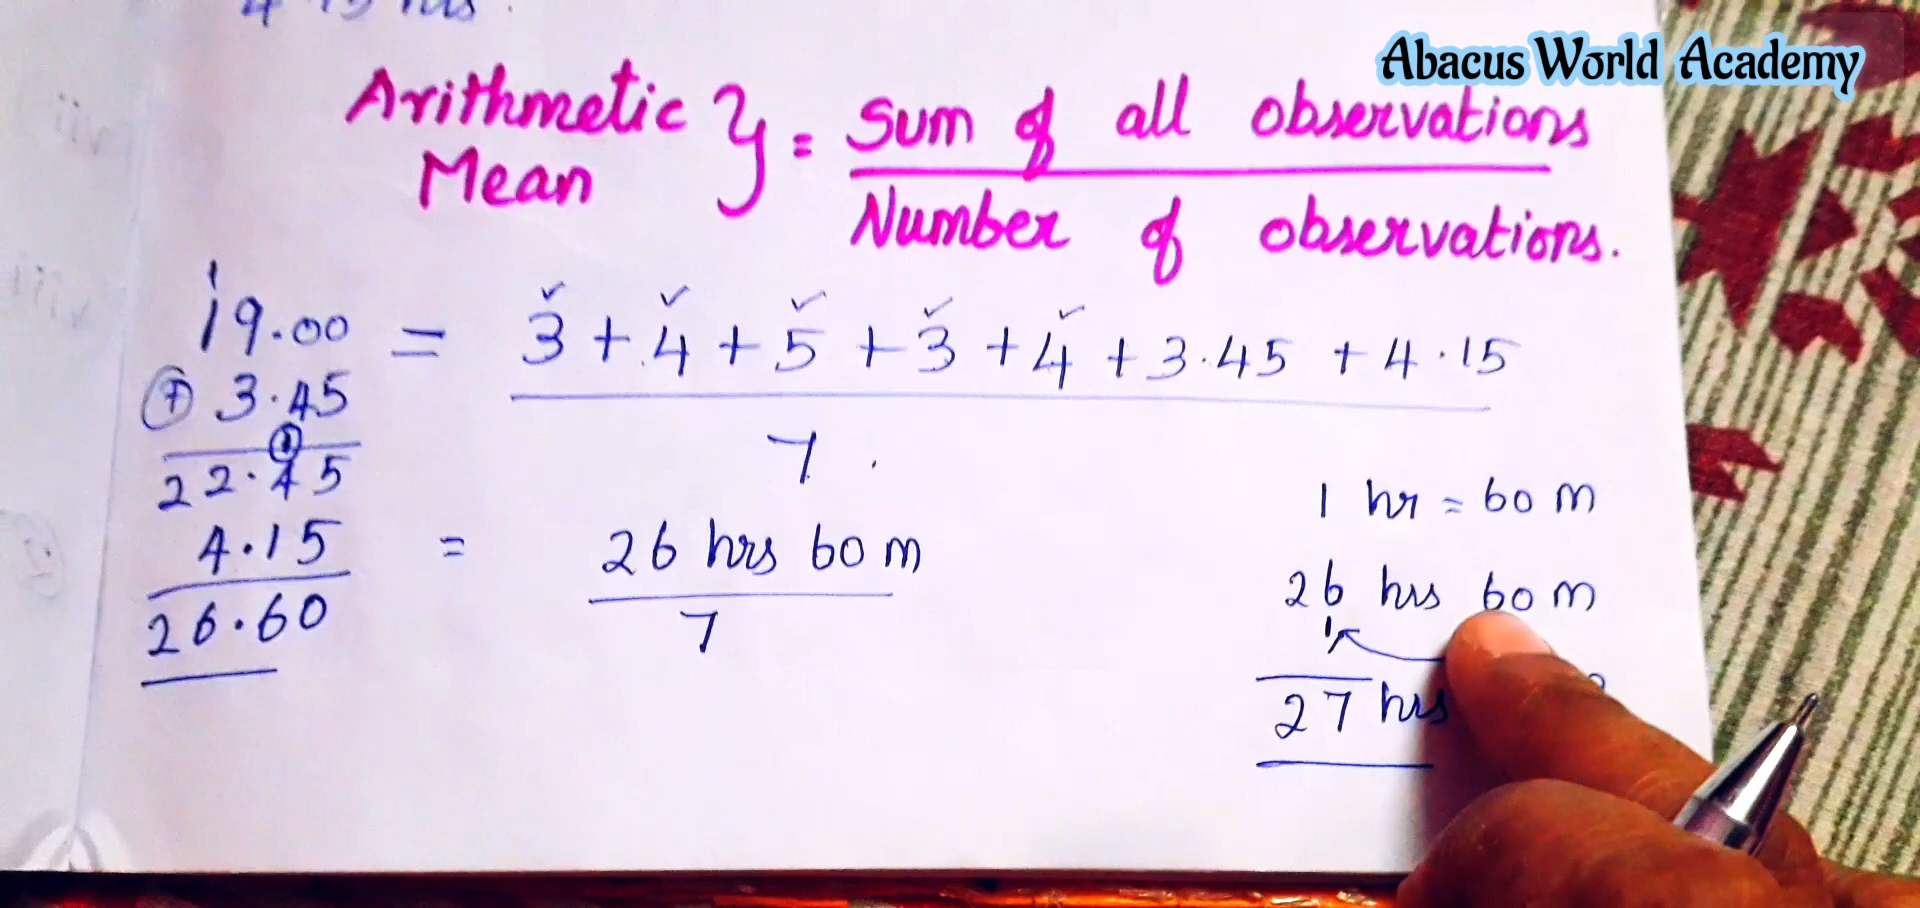 Abacus World Academy
Arithmetic Mean } = Sum of all observations
Number of observations.
= 3 + 4 + 5 + 3 + 4 + 3.45 + 4.15
7
19.00
+ 3.45
22.45
4.15
26.60
= 26 hrs 60 m
7
1 hr = 60 m
26 hrs 60 m
1
27 hrs